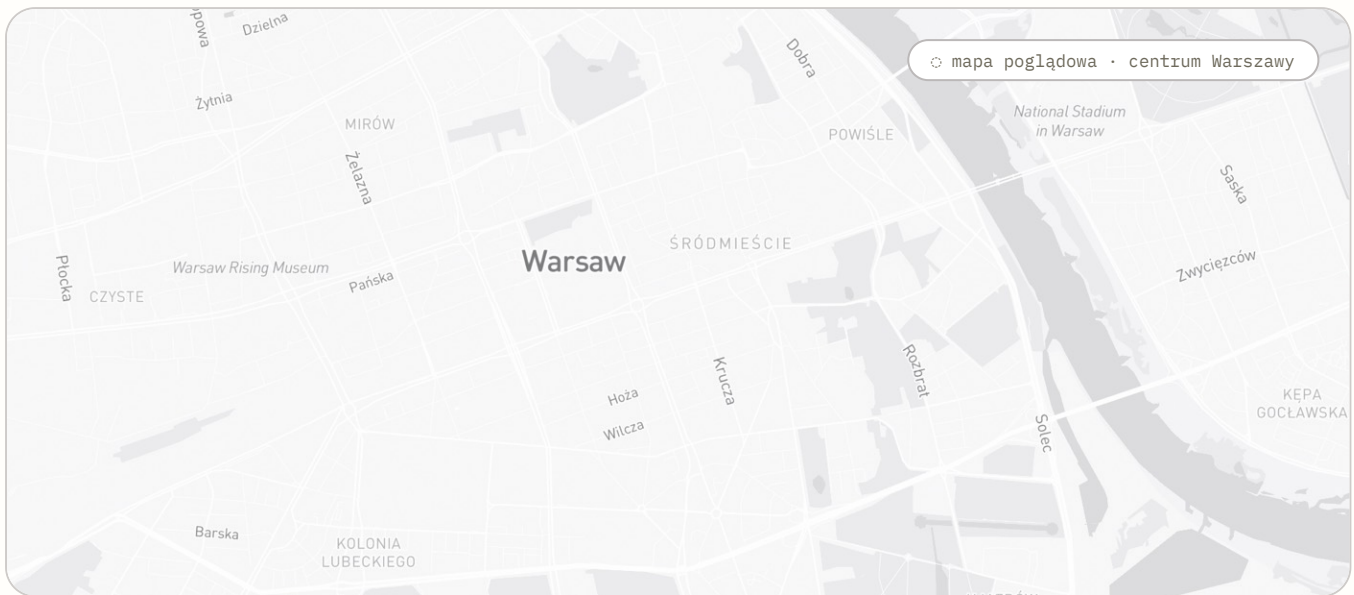 Dzielna
Dobra
◌ mapa poglądowa · centrum Warszawy
Żytnia
National Stadium
in Warsaw
MIRÓW
POWIŚLE
Żelazna
Saska
ŚRÓDMIEŚCIE
Warsaw
Warsaw Rising Museum
Zwycięzców
Płocka
Pańska
CZYSTE
Krucza
Rozbrat
Hoża
KĘPA
GOCŁAWSKA
Wilcza
Solec
Barska
KOLONIA
LUBECKIEGO